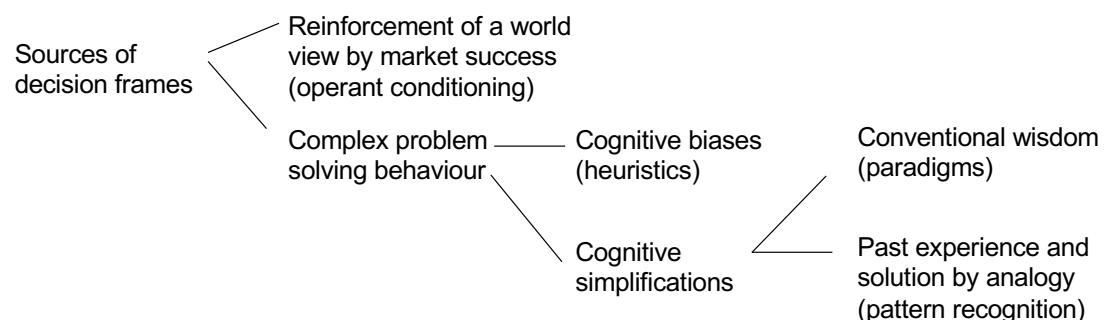 Sources of
decision frames
Reinforcement of a world
view by market success
(operant conditioning)
Complex problem
solving behaviour
Cognitive biases
(heuristics)
Cognitive
simplifications
Conventional wisdom
(paradigms)
Past experience and
solution by analogy
(pattern recognition)